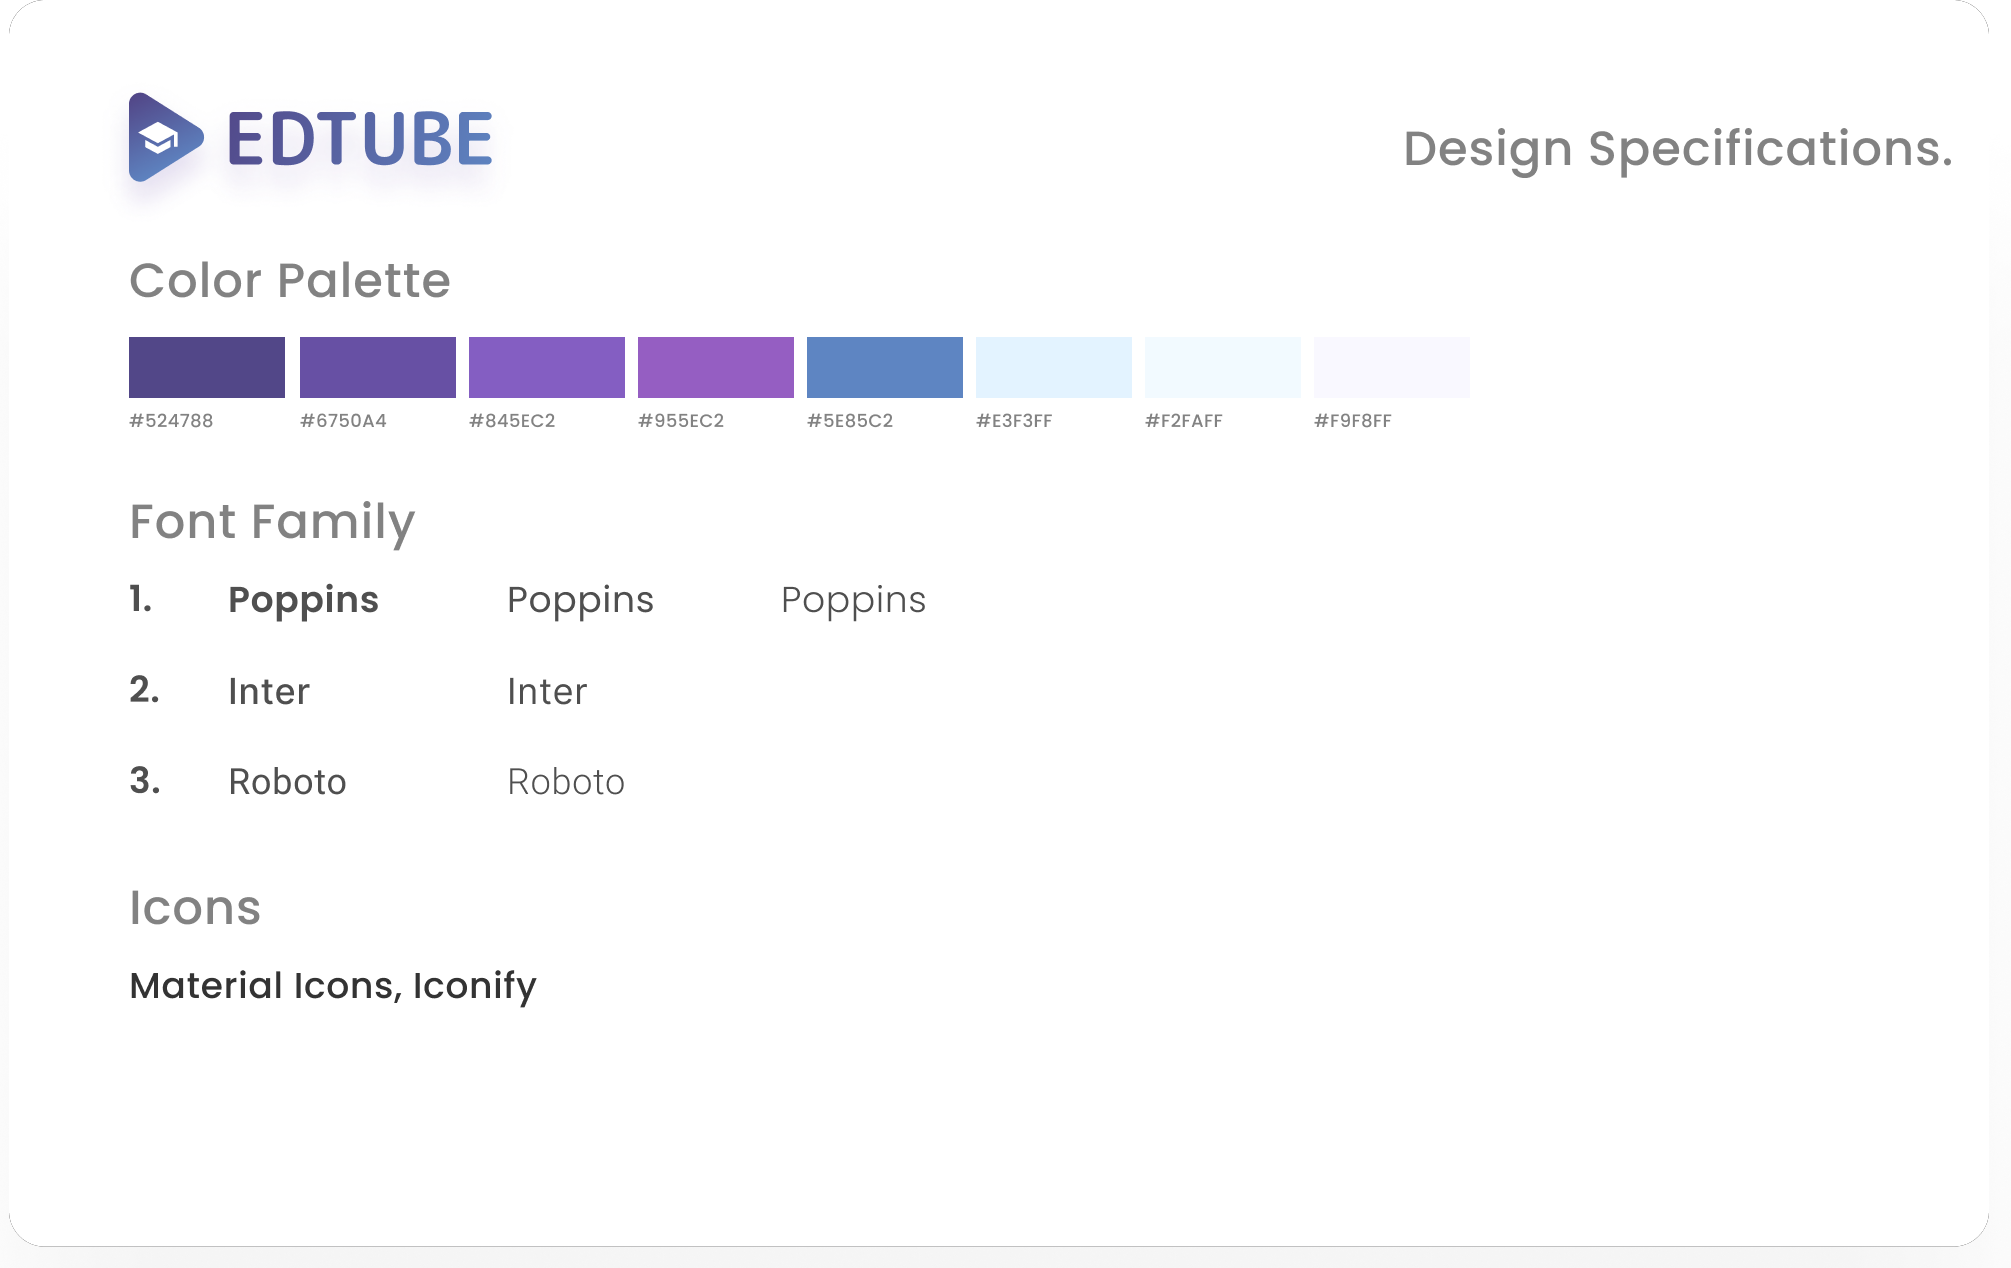 EDTUBE
Design Specifications.
Color Palette
#524788 #6750A4 #845EC2 #955EC2 #5E85C2 #E3F3FF #F2FAFF #F9F8FF
Font Family
1. Poppins Poppins Poppins
2. Inter Inter
3. Roboto Roboto
Icons
Material Icons, Iconify